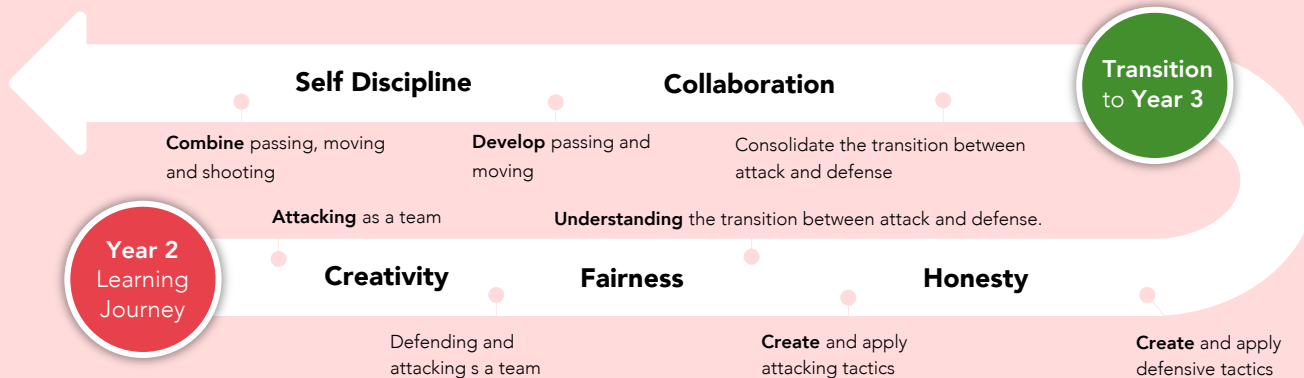 Self Discipline
Collaboration
Transition
to Year 3
Combine passing, moving
and shooting
Develop passing and
moving
Consolidate the transition between
attack and defense
Attacking as a team
Understanding the transition between attack and defense.
Year 2
Learning
Journey
Creativity
Fairness
Honesty
Defending and
attacking s a team
Create and apply
attacking tactics
Create and apply
defensive tactics